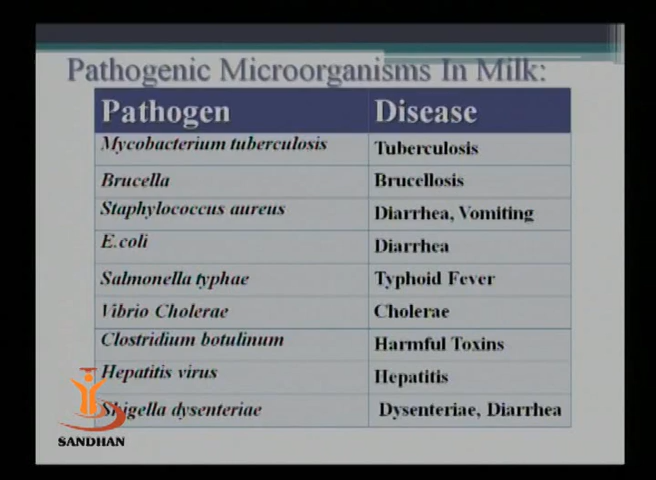 Pathogenic Microorganisms In Milk:
Pathogen Disease
Mycobacterium tuberculosis Tuberculosis
Brucella Brucellosis
Staphylococcus aureus Diarrhea, Vomiting
E.coli Diarrhea
Salmonella typhae Typhoid Fever
Vibrio Cholerae Cholerae
Clostridium botulinum Harmful Toxins
Hepatitis virus Hepatitis
Shigella dysenteriae Dysenteriae, Diarrhea
SANDHAN